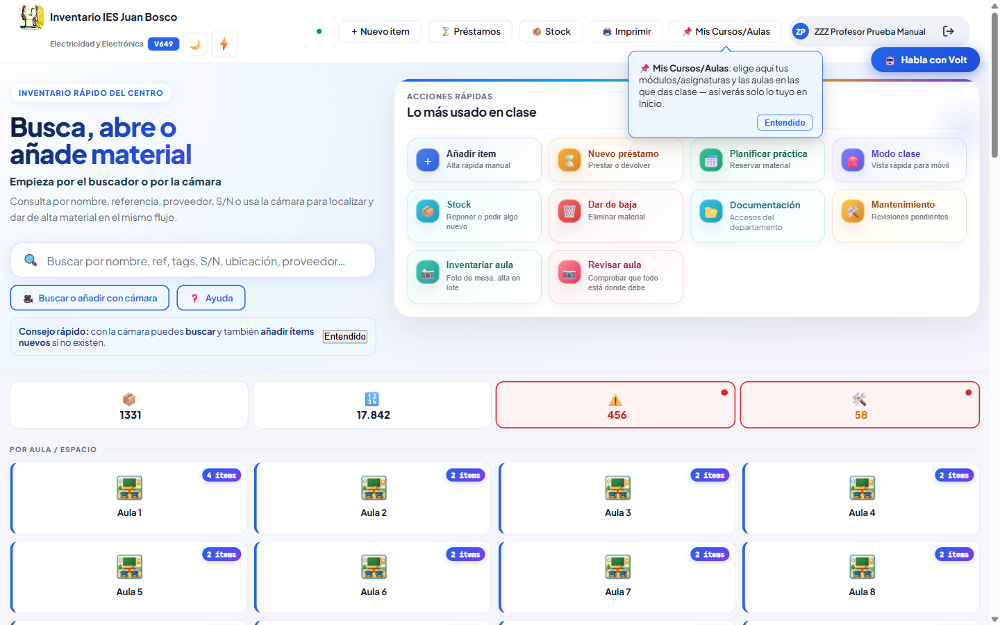 Inventario IES Juan Bosco
Electricidad y Electrónica
V649
+ Nuevo ítem
Préstamos
Stock
Imprimir
Mis Cursos/Aulas
ZP
ZZZ Profesor Prueba Manual
Habla con Volt
Mis Cursos/Aulas: elige aquí tus
módulos/asignaturas y las aulas en las
que das clase — así verás solo lo tuyo en
Inicio.
Entendido
INVENTARIO RÁPIDO DEL CENTRO
Busca, abre o
añade material
Empieza por el buscador o por la cámara
Consulta por nombre, referencia, proveedor, S/N o usa la cámara para localizar y
dar de alta material en el mismo flujo.
Buscar por nombre, ref, tags, S/N, ubicación, proveedor...
Buscar o añadir con cámara
Ayuda
Consejo rápido: con la cámara puedes buscar y también añadir ítems
nuevos si no existen.
Entendido
ACCIONES RÁPIDAS
Lo más usado en clase
+
Añadir ítem
Alta rápida manual
Nuevo préstamo
Prestar o devolver
Planificar práctica
Reservar material
Modo clase
Vista rápida para móvil
Stock
Reponer o pedir algo
nuevo
Dar de baja
Eliminar material
Documentación
Accesos del
departamento
Mantenimiento
Revisiones pendientes
Inventariar aula
Foto de mesa, alta en
lote
Revisar aula
Comprobar que todo
está donde debe
1331
17.842
456
58
POR AULA / ESPACIO
4 ítems
Aula 1
2 ítems
Aula 2
2 ítems
Aula 3
2 ítems
Aula 4
2 ítems
Aula 5
2 ítems
Aula 6
2 ítems
Aula 7
2 ítems
Aula 8